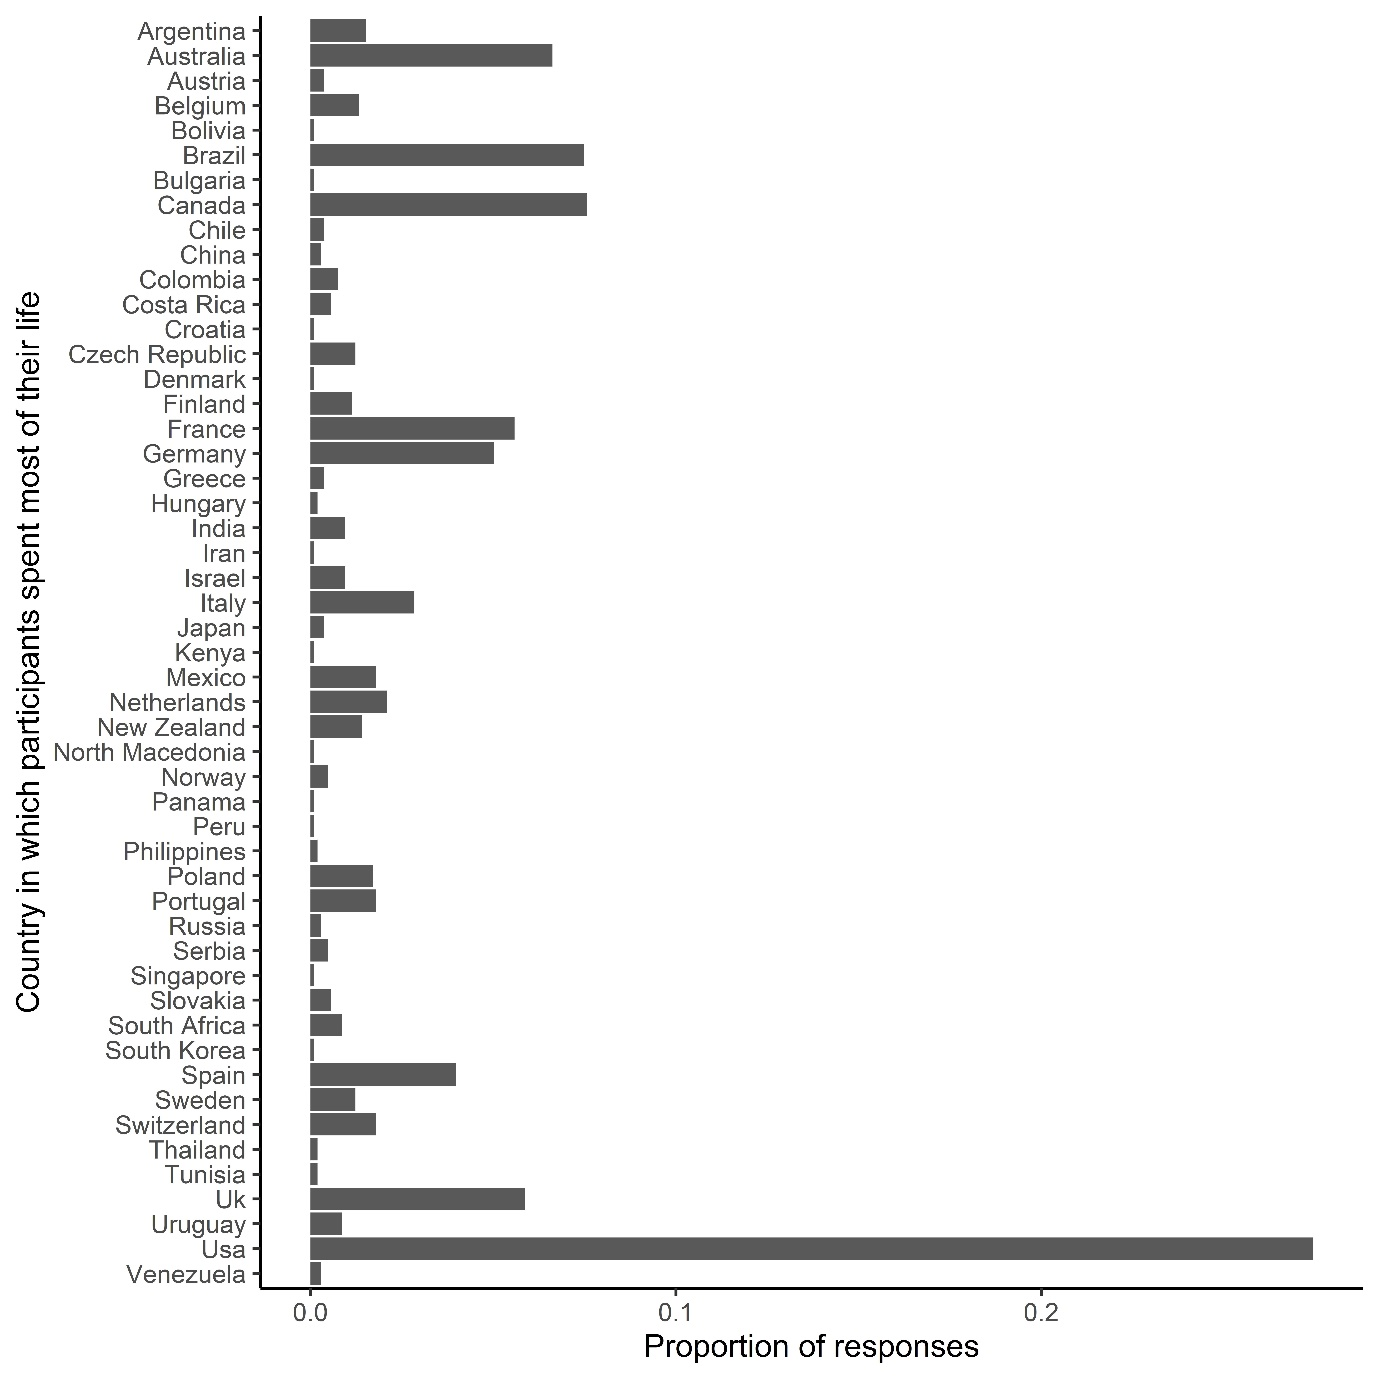 Country in which participants spent most of their life
Argentina
Australia
Austria
Belgium
Bolivia
Brazil
Bulgaria
Canada
Chile
China
Colombia
Costa Rica
Croatia
Czech Republic
Denmark
Finland
France
Germany
Greece
Hungary
India
Iran
Israel
Italy
Japan
Kenya
Mexico
Netherlands
New Zealand
North Macedonia
Norway
Panama
Peru
Philippines
Poland
Portugal
Russia
Serbia
Singapore
Slovakia
South Africa
South Korea
Spain
Sweden
Switzerland
Thailand
Tunisia
Uk
Uruguay
Usa
Venezuela
0.0 0.1 0.2
Proportion of responses